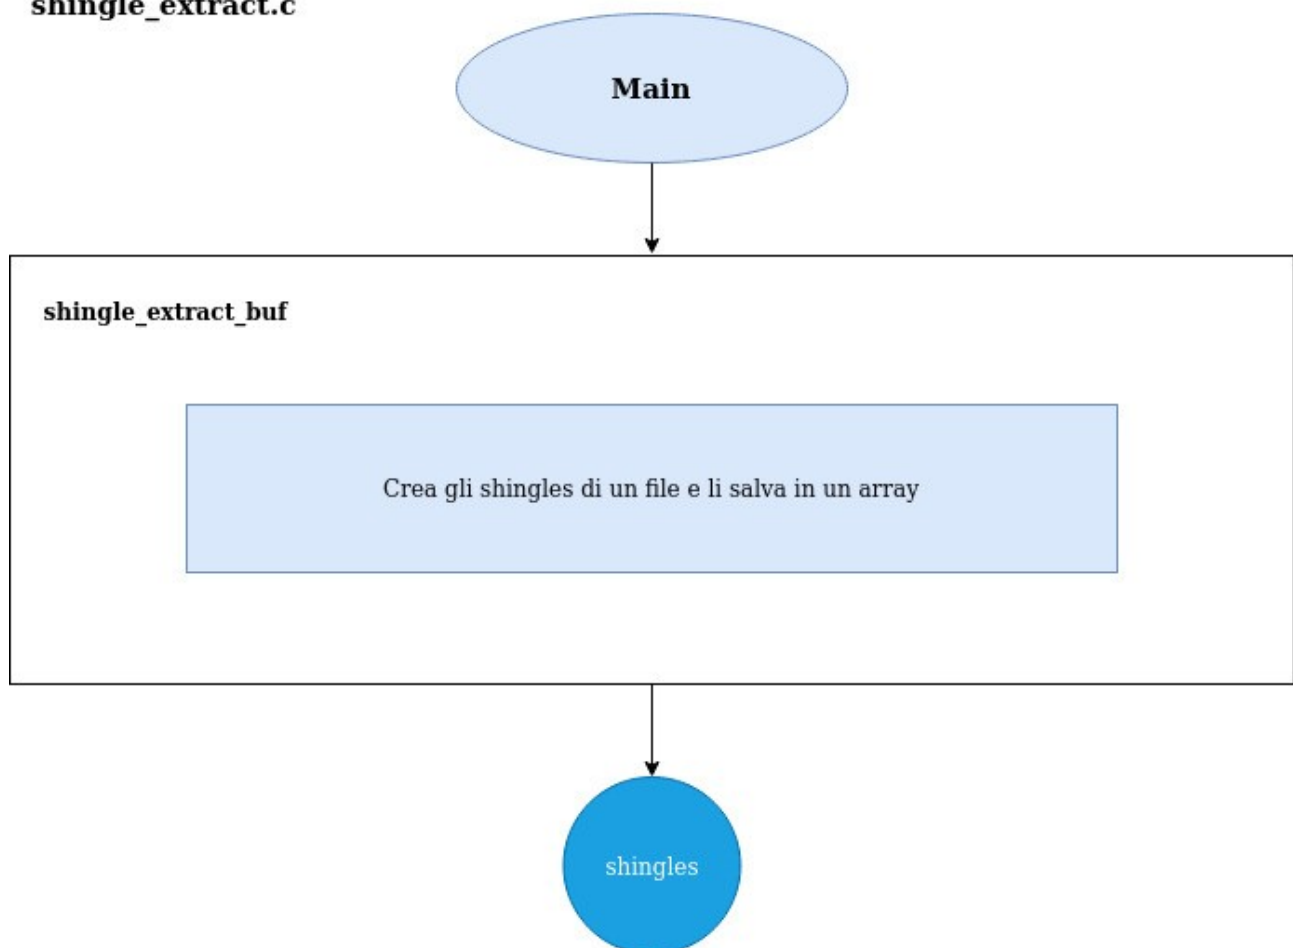 shingle_extract.c
Main
shingle_extract_buf
Crea gli shingles di un file e li salva in un array
shingles